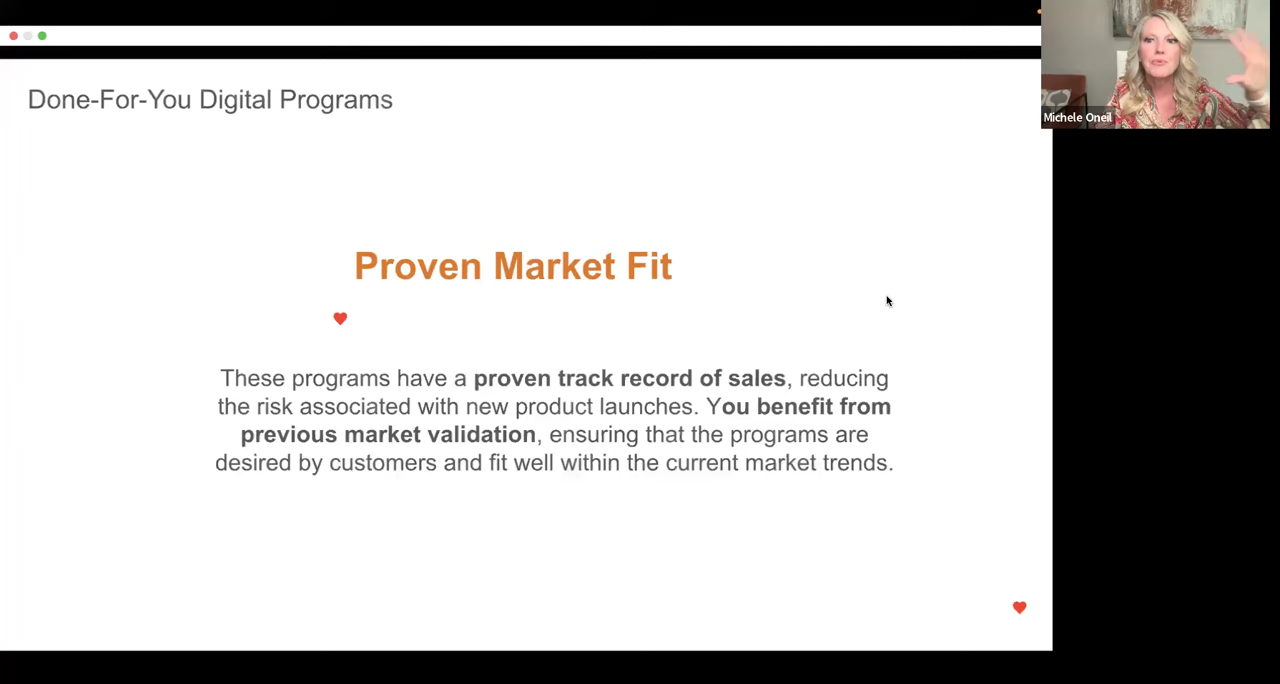 Done-For-You Digital Programs
Michele Oneil
Proven Market Fit
These programs have a proven track record of sales, reducing
the risk associated with new product launches. You benefit from
previous market validation, ensuring that the programs are
desired by customers and fit well within the current market trends.